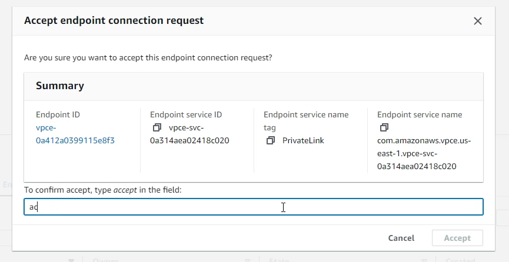 Accept endpoint connection request
Are you sure you want to accept this endpoint connection request?
Summary
Endpoint ID
vpce-
0a412a0399115e8f3
Endpoint service ID
vpce-svc-
0a314aea02418c020
Endpoint service name
tag
PrivateLink
Endpoint service name
com.amazonaws.vpce.us-
east-1.vpce-svc-
0a314aea02418c020
To confirm accept, type accept in the field:
ac
Cancel
Accept